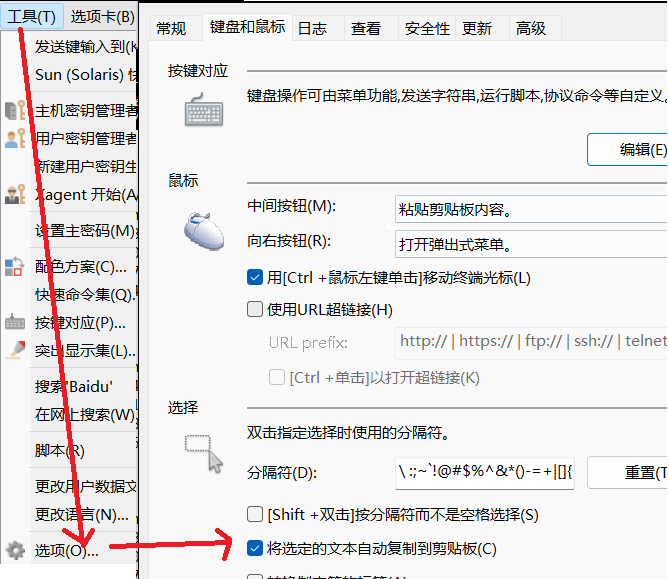 工具(T) 选项卡(B)
发送键输入到(K
Sun (Solaris) 快
主机密钥管理者
用户密钥管理者
新建用户密钥生
Xagent 开始(A
设置主密码(M)
配色方案(C)...
快速命令集(Q).
按键对应(P)...
突出显示集(L)..
搜索'Baidu'
在网上搜索(W)
脚本(R)
更改用户数据文
更改语言(N)...
选项(O)...
常规 键盘和鼠标 日志 查看 安全性 更新 高级
按键对应
键盘操作可由菜单功能,发送字符串,运行脚本,协议命令等自定义。
编辑(E)
鼠标
中间按钮(M): 粘贴剪贴板内容。
向右按钮(R): 打开弹出式菜单。
用[Ctrl +鼠标左键单击]移动终端光标(L)
使用URL超链接(H)
URL prefix: http:// | https:// | ftp:// | ssh:// | telnet
[Ctrl +单击]以打开超链接(K)
选择
双击指定选择时使用的分隔符。
分隔符(D): \ :;~`!@#$%^&*()-=+|[]{
重置(T
[Shift +双击]按分隔符而不是空格选择(S)
将选定的文本自动复制到剪贴板(C)